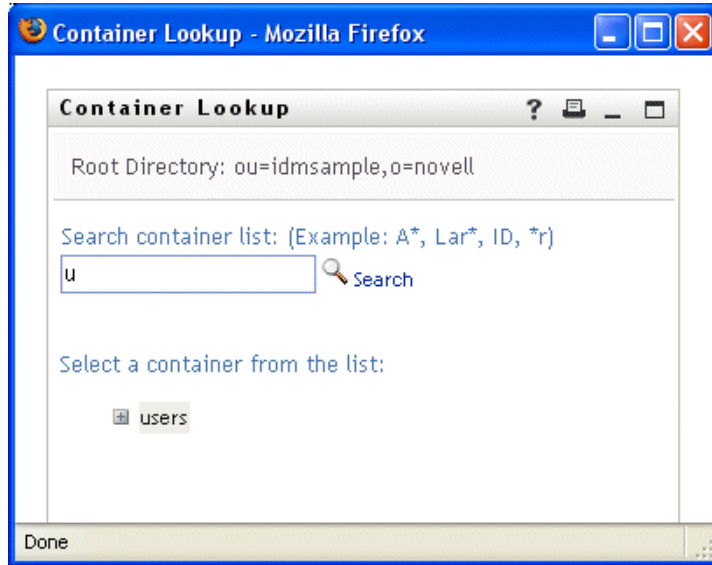 Container Lookup - Mozilla Firefox
Container Lookup
Root Directory: ou=idmsample,o=novell
Search container list: (Example: A*, Lar*, ID, *r)
u Search
Select a container from the list:
users
Done